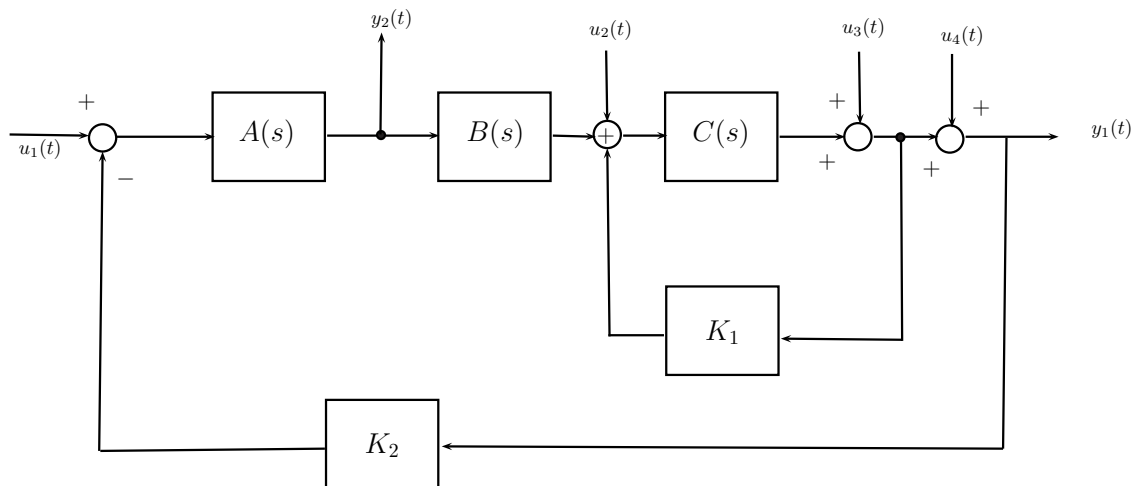 y₂(t)
u₂(t)
u₃(t)
u₄(t)
+
A(s)
B(s)
+
C(s)
+
+
y₁(t)
u₁(t)
−
+
+
K₁
K₂